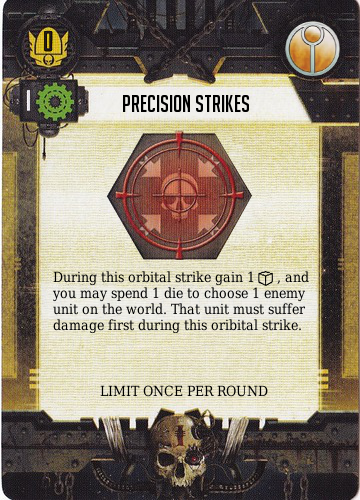 0
1
PRECISION STRIKES
During this orbital strike gain 1 , and
you may spend 1 die to choose 1 enemy
unit on the world. That unit must suffer
damage first during this oribital strike.
LIMIT ONCE PER ROUND